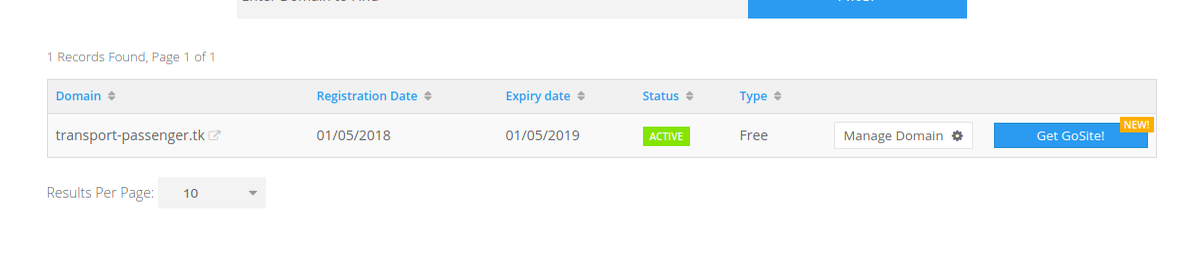 1 Records Found, Page 1 of 1
Domain Registration Date Expiry date Status Type
NEW!
transport-passenger.tk 01/05/2018 01/05/2019 ACTIVE Free Manage Domain Get GoSite!
Results Per Page: 10